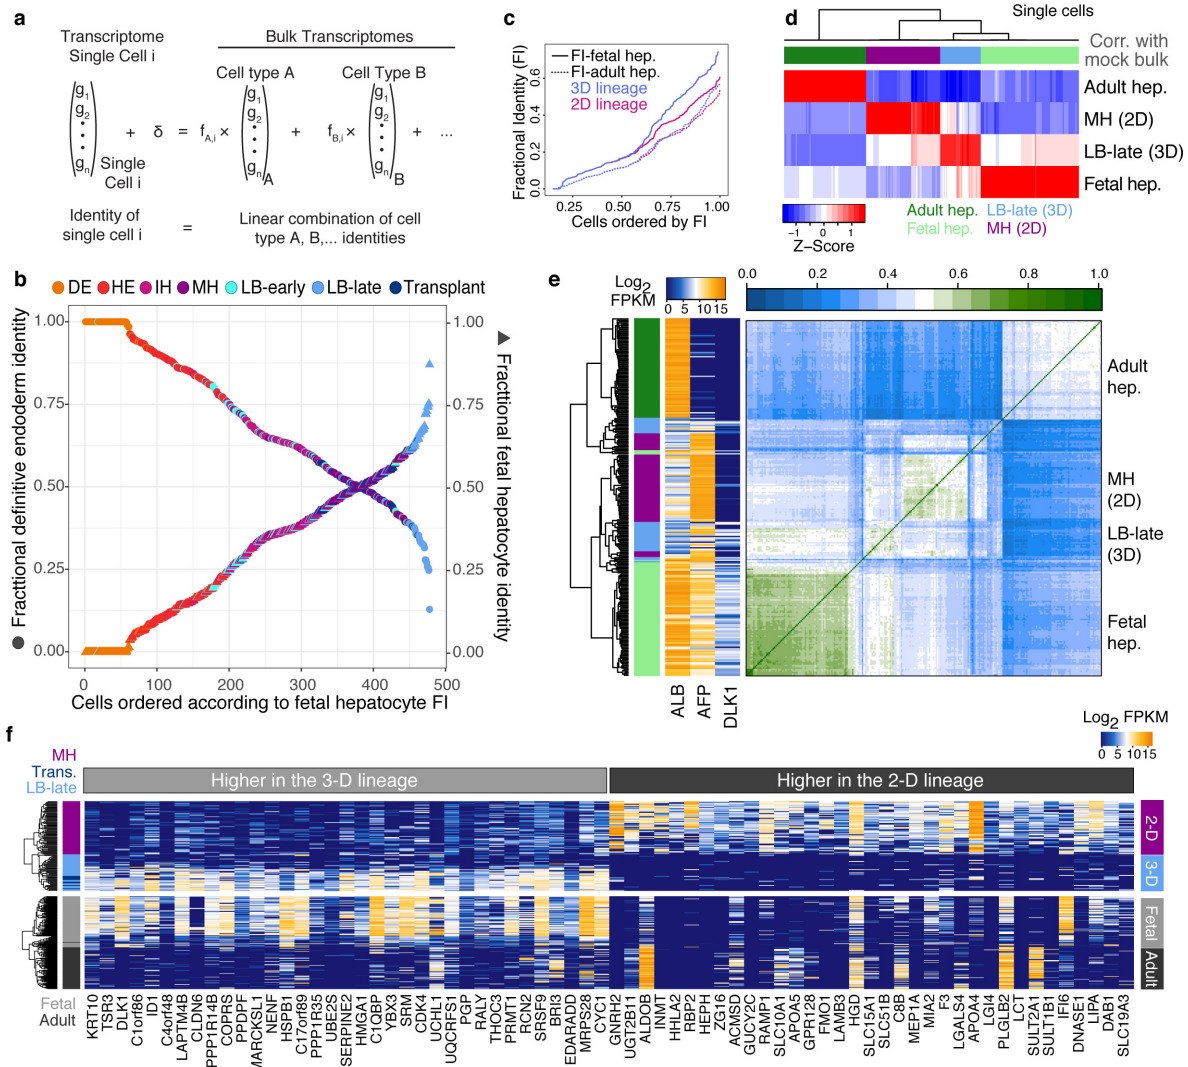 a
Transcriptome
Single Cell i
Bulk Transcriptomes
Cell type A
Cell Type B
g1
g2
gn
Single
Cell i
+ δ = fA,i×
g1
g2
gn
A
+
fB,i×
g1
g2
gn
B
+ ...
Identity of
single cell i
=
Linear combination of cell
type A, B,... identities
b
DE HE IH MH LB-early LB-late Transplant
Fractional definitive endoderm identity
1.00
0.75
0.50
0.25
0.00
1.00
0.75
0.50
0.25
0.00
Fractional fetal hepatocyte identity
0 100 200 300 400 500
Cells ordered according to fetal hepatocyte FI
c
Fractional Identity (FI)
FI-fetal hep.
FI-adult hep.
3D lineage
2D lineage
0.6
0.4
0.2
0.0
0.25 0.50 0.75 1.00
Cells ordered by FI
d
Single cells
Corr. with
mock bulk
Adult hep.
MH (2D)
LB-late (3D)
Fetal hep.
−1 0 1
Z−Score
Adult hep. LB-late (3D)
Fetal hep. MH (2D)
e
Log2
FPKM
0 5 10 15
0.0 0.2 0.4 0.6 0.8 1.0
Adult
hep.
MH
(2D)
LB-late
(3D)
Fetal
hep.
ALB
AFP
DLK1
f
Log2 FPKM
0 5 10 15
MH
Trans.
LB-late
Higher in the 3-D lineage
Higher in the 2-D lineage
2-D
3-D
Fetal
Adult
Fetal
Adult
KRT10
TSR3
DLK1
C1orf86
ID1
C4orf48
LAPTM4B
CLDN6
PPP1R14B
COPRS
PPDPF
MARCKSL1
NENF
HSPB1
C17orf89
PPP1R35
UBE2S
SERPINE2
HMGA1
C1QBP
YBX3
SRM
CDK4
UCHL1
UQCRFS1
PGP
RALY
THOC3
PRMT1
RCN2
SRSF9
BRI3
EDARADD
MRPS28
CYC1
GNRH2
UGT2B11
ALDOB
INMT
HHLA2
RBP2
HEPH
ZG16
ACMSD
GUCY2C
RAMP1
SLC10A1
APOA5
GPR128
FMO1
LAMB3
HGD
SLC15A1
SLC51B
C8B
MEP1A
MIA2
F3
LGALS4
APOA4
LGI4
PLGLB2
LCT
SULT2A1
SULT1B1
IFI6
DNASE1
LIPA
DAB1
SLC19A3